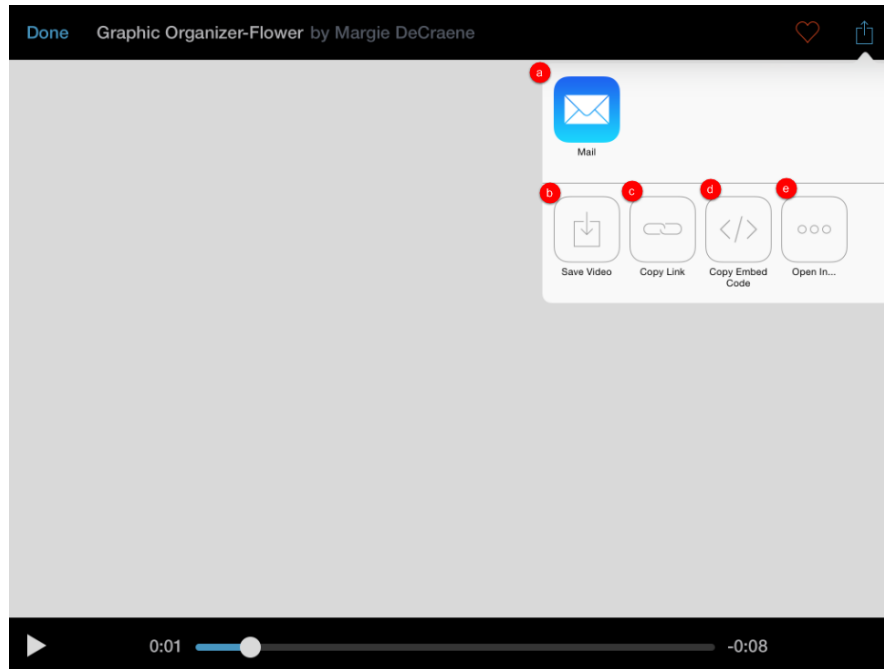 Done Graphic Organizer-Flower by Margie DeCraene
a
Mail
b c d e
</>
Save Video Copy Link Copy Embed Code Open In...
0:01 -0:08